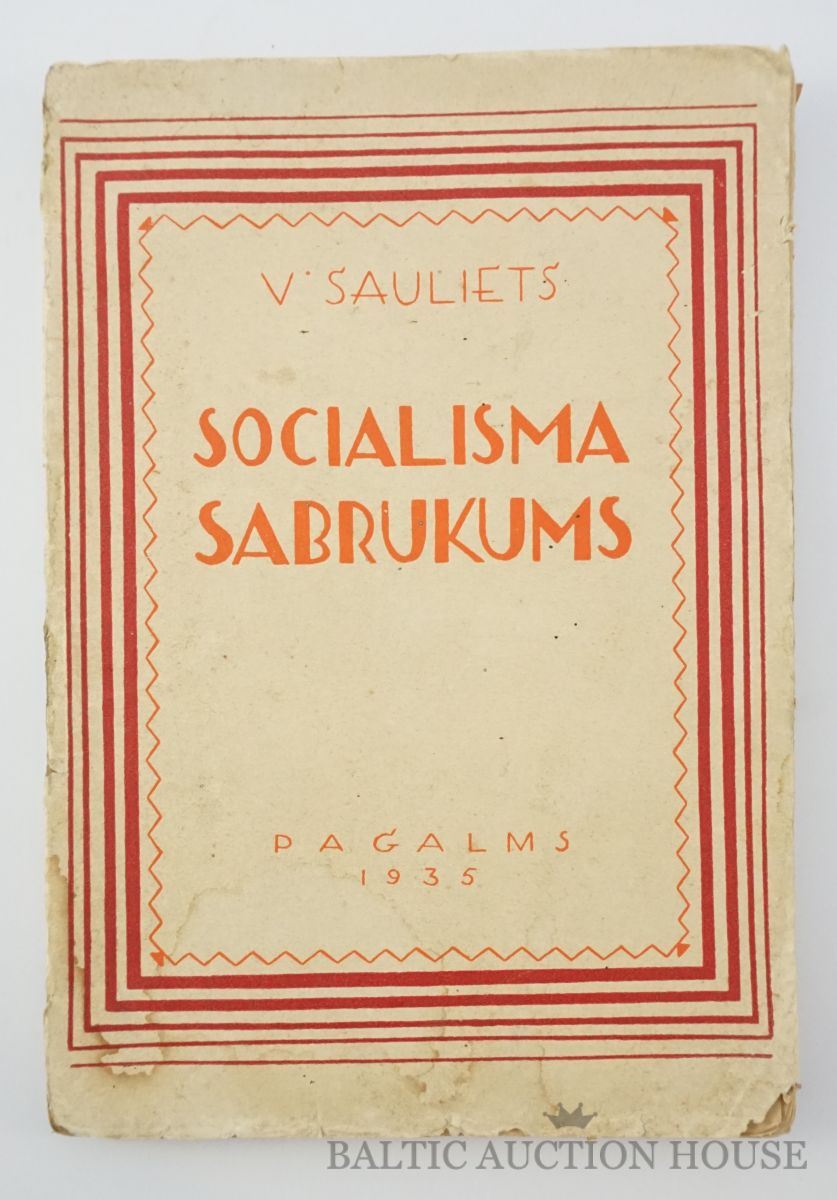 V. SAULIETS
SOCIALISMA
SABRUKUMS
PAGALMS
1935
BALTIC AUCTION HOUSE